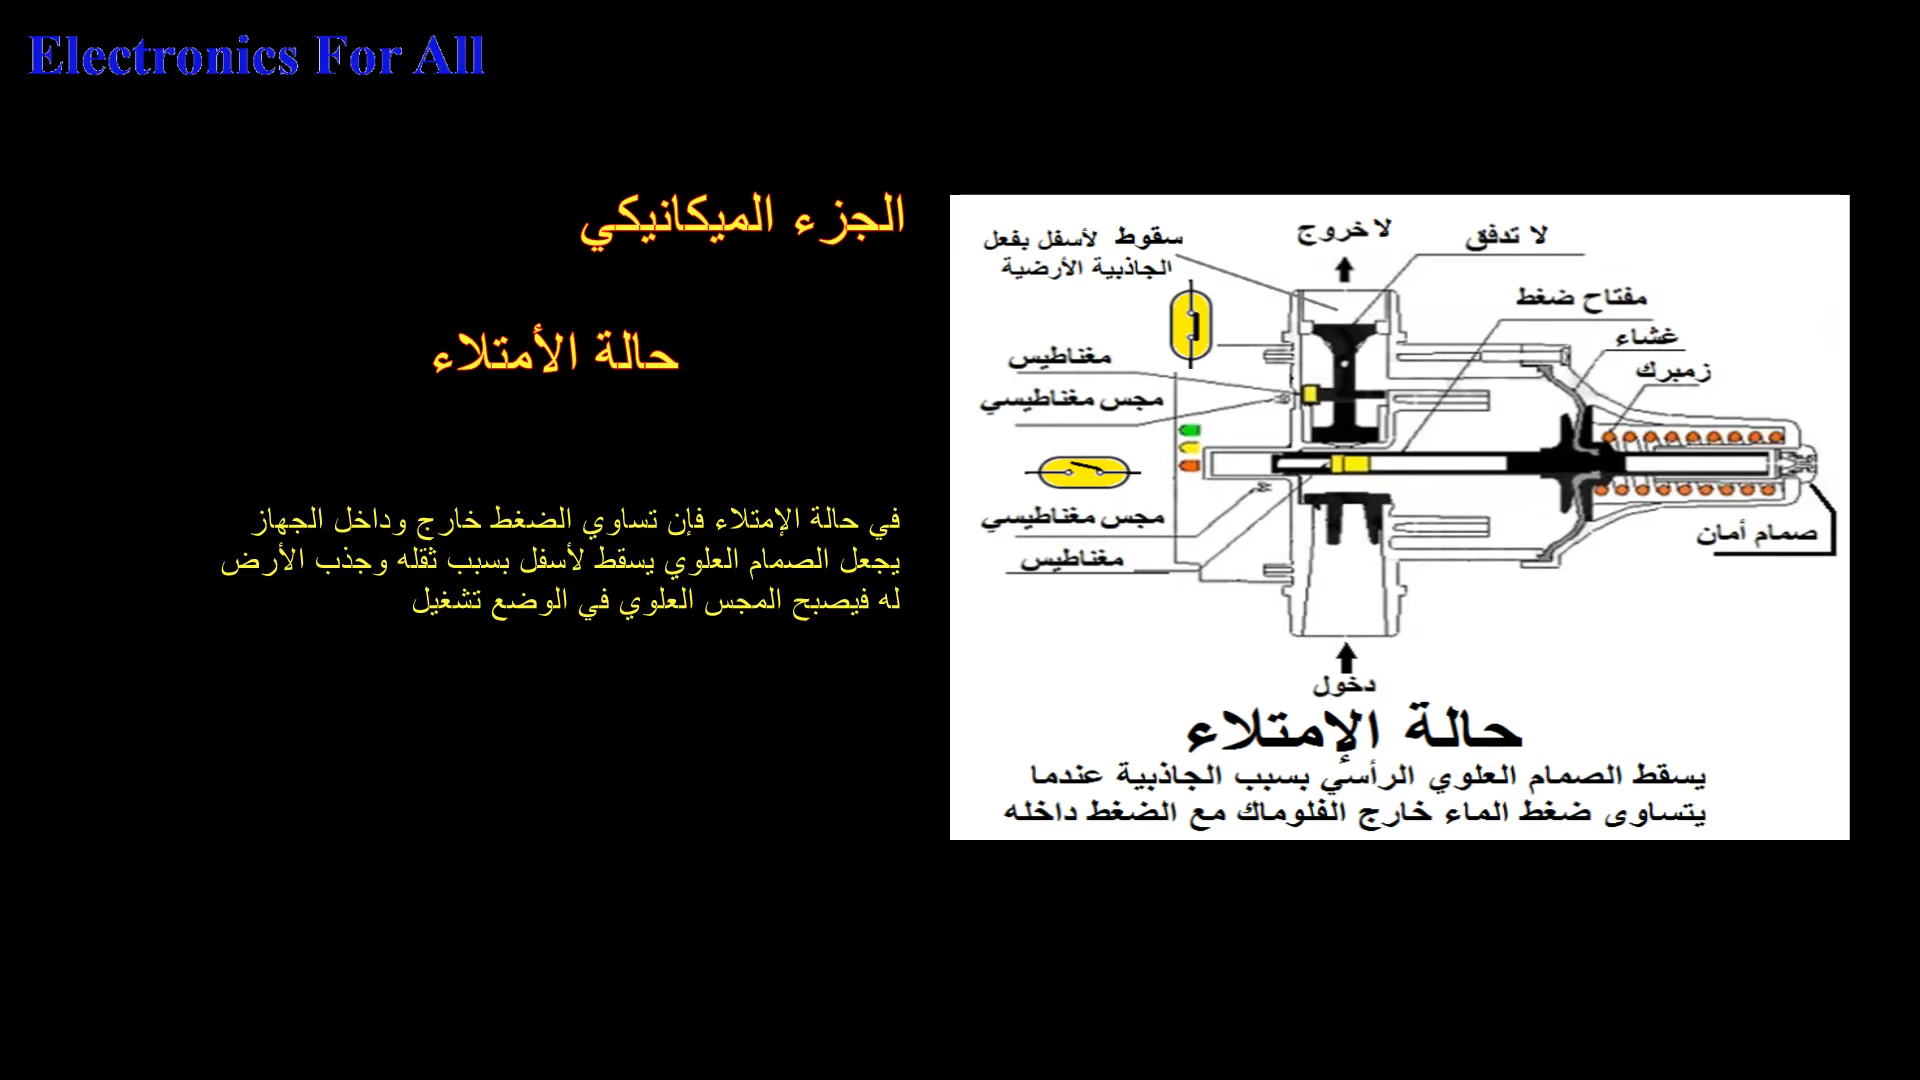 Electronics For All
الجزء الميكانيكي
حالة الأمتلاء
في حالة الإمتلاء فإن تساوي الضغط خارج وداخل الجهاز
يجعل الصمام العلوي يسقط لأسفل بسبب ثقله وجذب الأرض
له فيصبح المجس العلوي في الوضع تشغيل
لا خروج
لا تدفق
سقوط لأسفل بفعل
الجاذبية الأرضية
مفتاح ضغط
غشاء
زمبرك
مغناطيس
مجس مغناطيسي
مجس مغناطيسي
مغناطيس
صمام أمان
دخول
حالة الإمتلاء
يسقط الصمام العلوي الرأسي بسبب الجاذبية عندما
يتساوى ضغط الماء خارج الفلوماك مع الضغط داخله